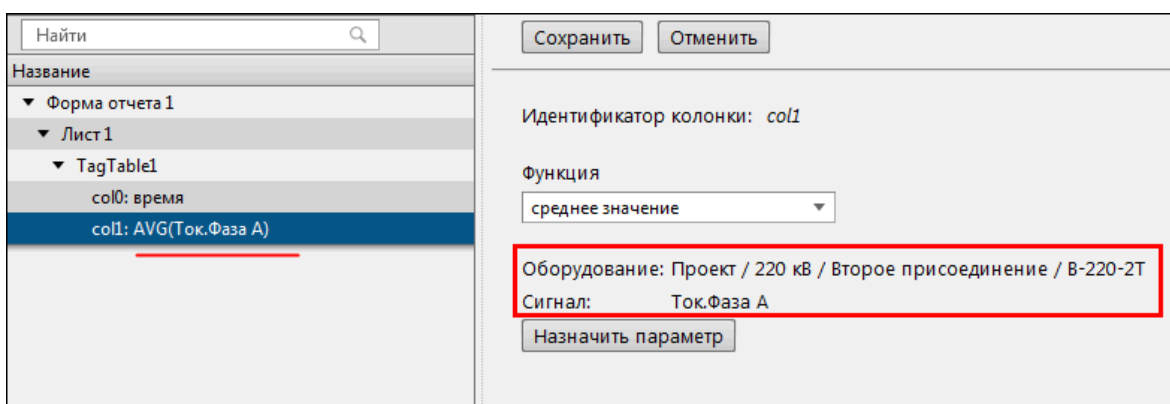 Найти
Название
Форма отчета 1
Лист 1
TagTable1
col0: время
col1: AVG(Ток.Фаза А)
Сохранить Отменить
Идентификатор колонки: col1
Функция
среднее значение
Оборудование: Проект / 220 кВ / Второе присоединение / В-220-2Т
Сигнал: Ток.Фаза А
Назначить параметр